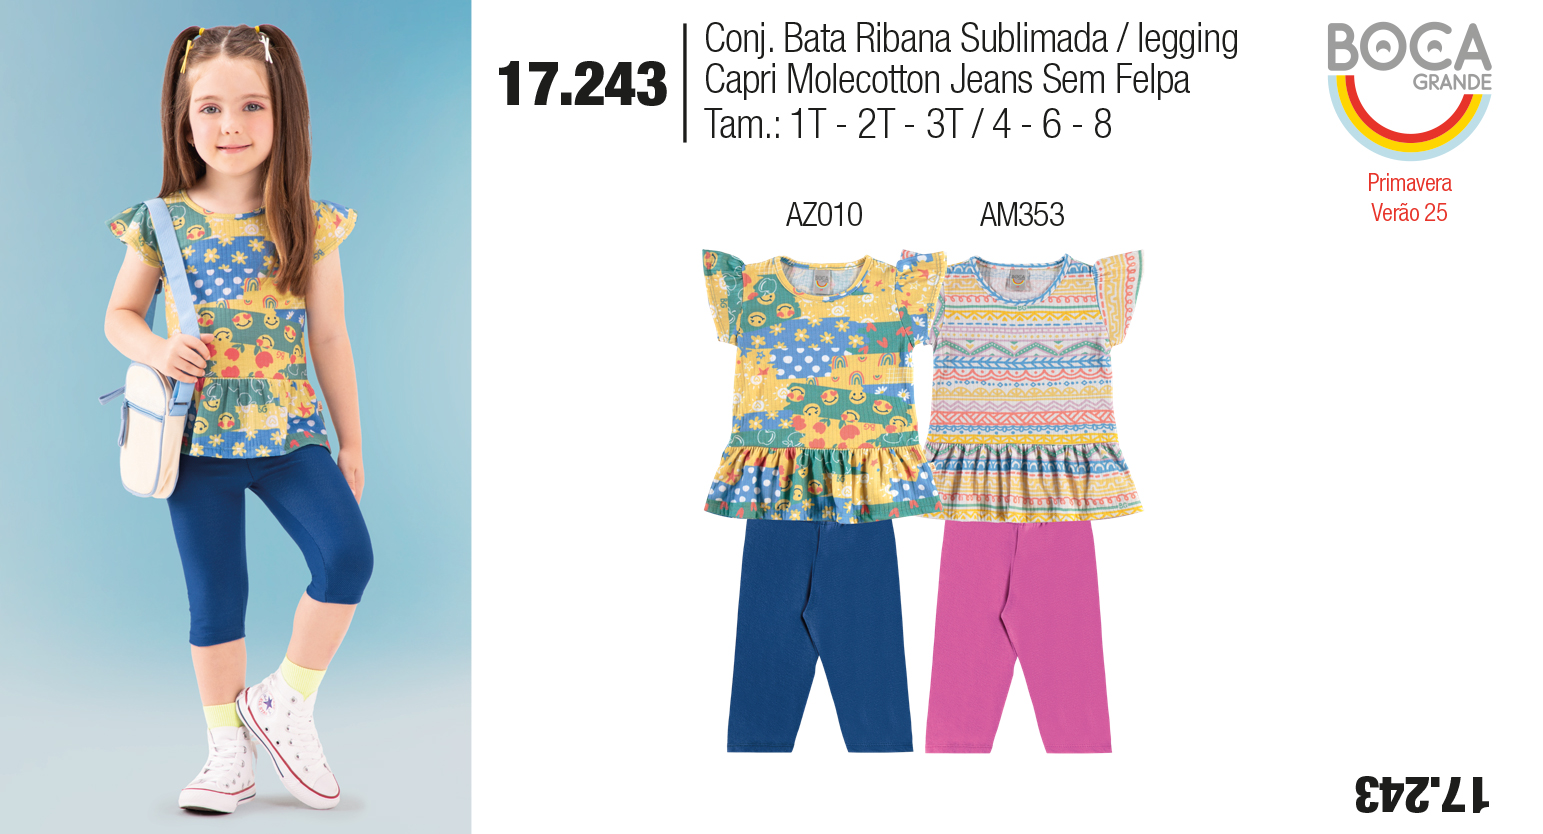 17.243
Conj. Bata Ribana Sublimada / legging
Capri Molecotton Jeans Sem Felpa
Tam.: 1T - 2T - 3T / 4 - 6 - 8
BOCA
GRANDE
Primavera
Verão 25
AZ010
AM353
17.243